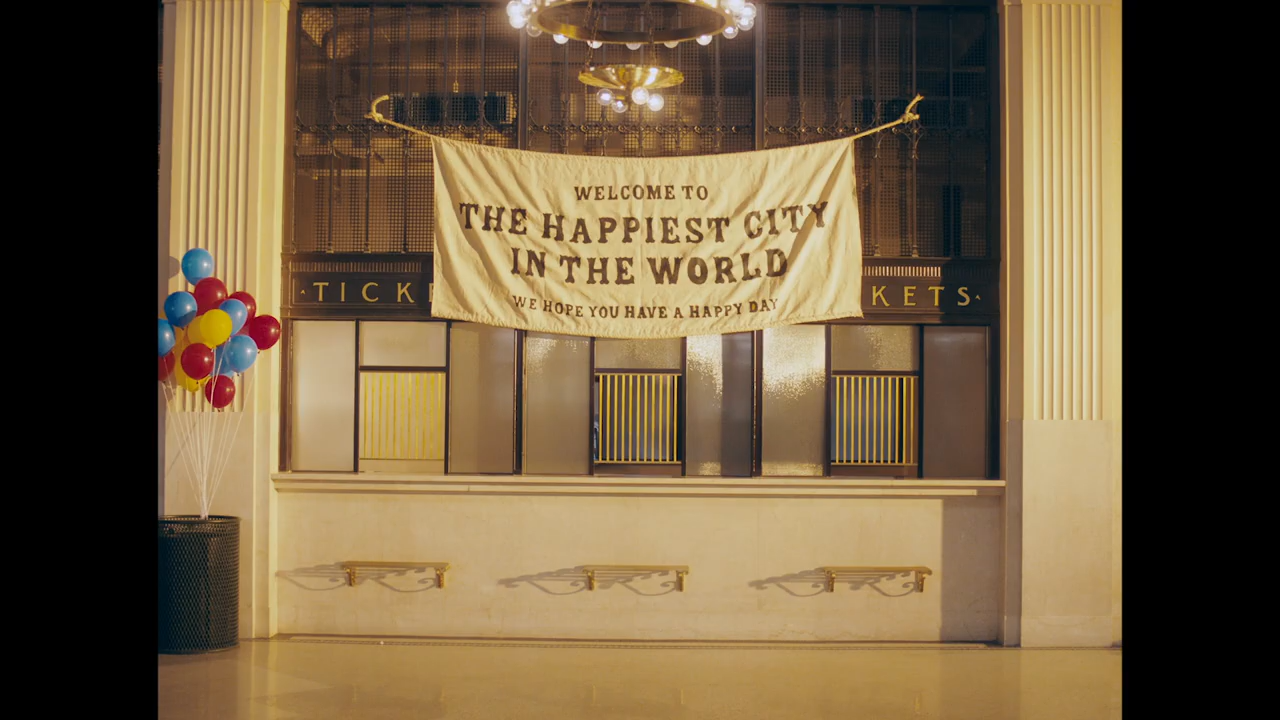 WELCOME TO
THE HAPPIEST CITY
IN THE WORLD
WE HOPE YOU HAVE A HAPPY DAY
TICK
KETS